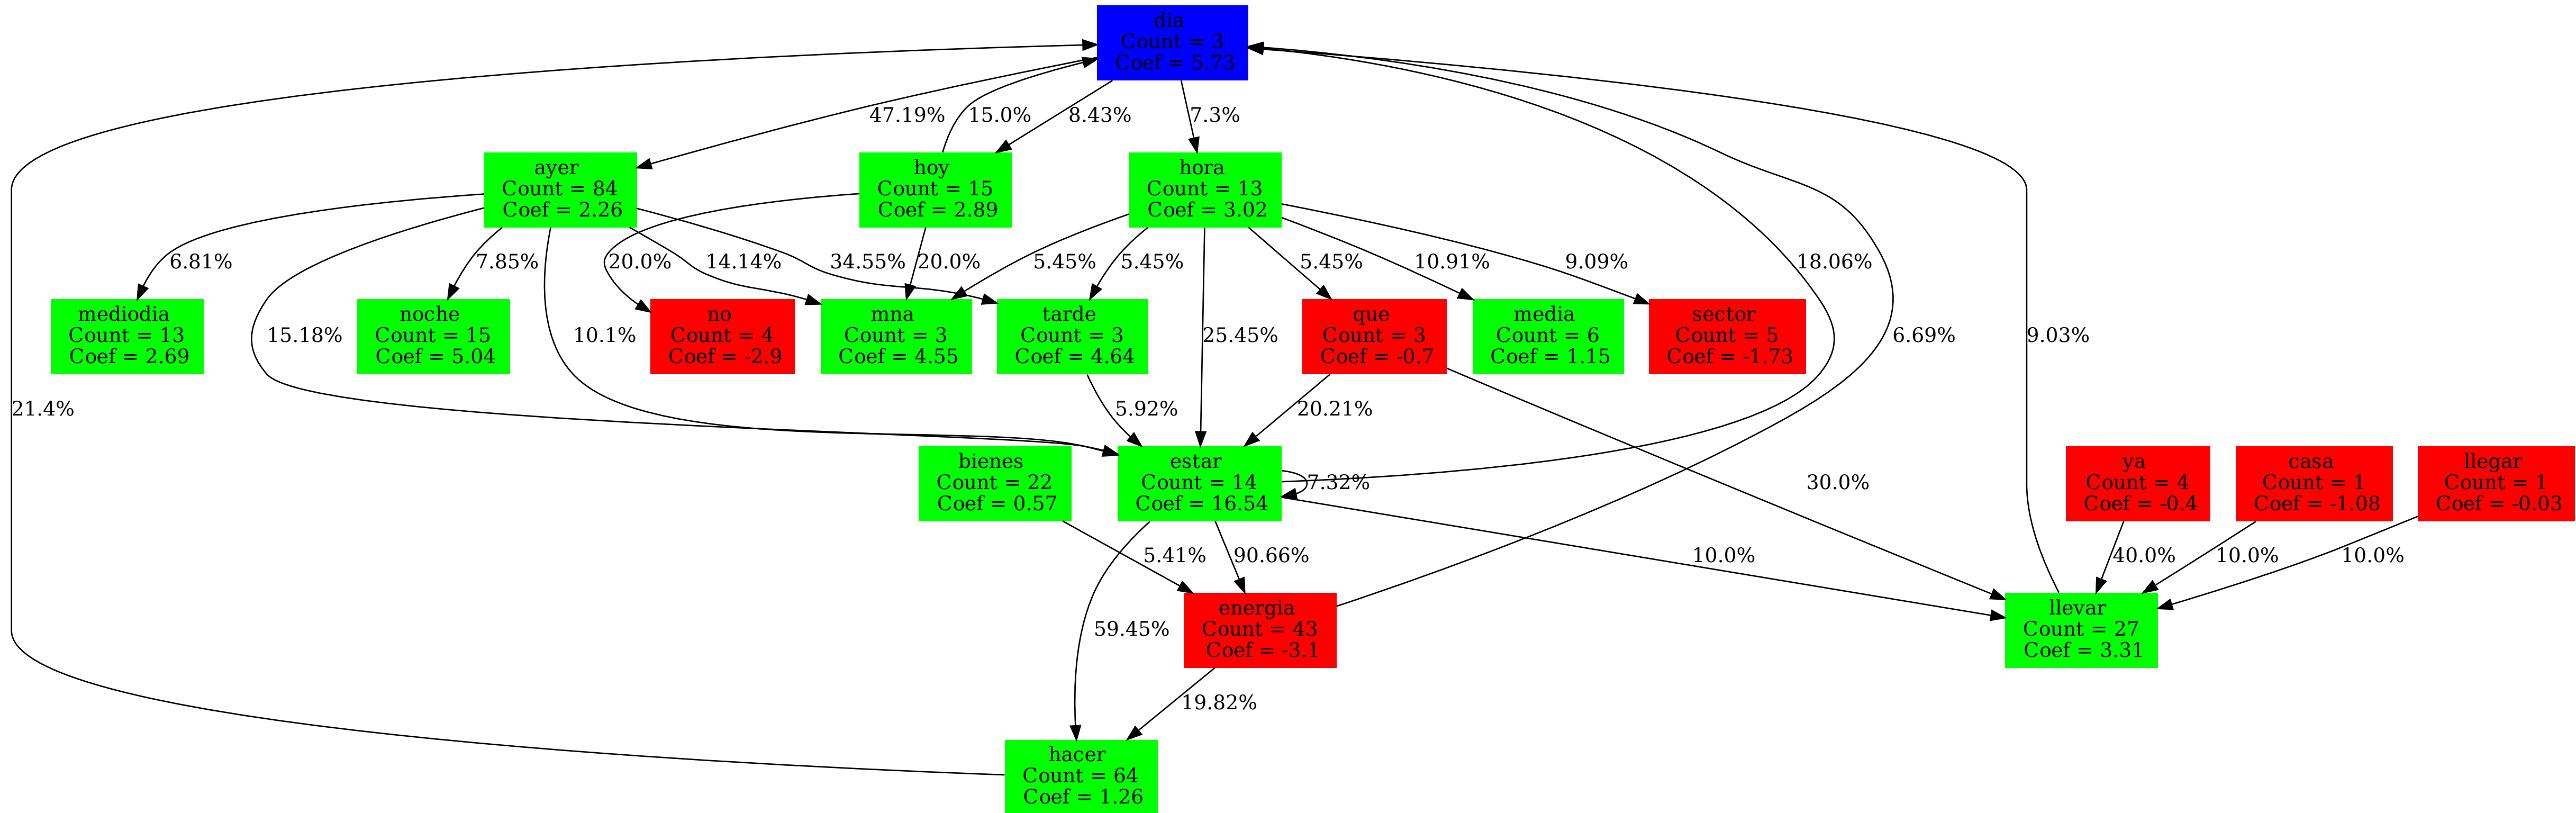 dia
Count = 3
Coef = 5.73
47.19%
15.0%
8.43%
7.3%
ayer
Count = 84
Coef = 2.26
hoy
Count = 15
Coef = 2.89
hora
Count = 13
Coef = 3.02
6.81%
7.85%
20.0%
14.14%
34.55%
20.0%
5.45%
5.45%
5.45%
10.91%
9.09%
18.06%
mediodia
Count = 13
Coef = 2.69
15.18%
noche
Count = 15
Coef = 5.04
10.1%
no
Count = 4
Coef = -2.9
mna
Count = 3
Coef = 4.55
tarde
Count = 3
Coef = 4.64
25.45%
que
Count = 3
Coef = -0.7
media
Count = 6
Coef = 1.15
sector
Count = 5
Coef = -1.73
6.69%
9.03%
21.4%
5.92%
20.21%
bienes
Count = 22
Coef = 0.57
estar
Count = 14
Coef = 16.54
7.32%
30.0%
ya
Count = 4
Coef = -0.4
casa
Count = 1
Coef = -1.08
llegar
Count = 1
Coef = -0.03
5.41%
90.66%
10.0%
40.0%
10.0%
10.0%
59.45%
energia
Count = 43
Coef = -3.1
llevar
Count = 27
Coef = 3.31
19.82%
hacer
Count = 64
Coef = 1.26